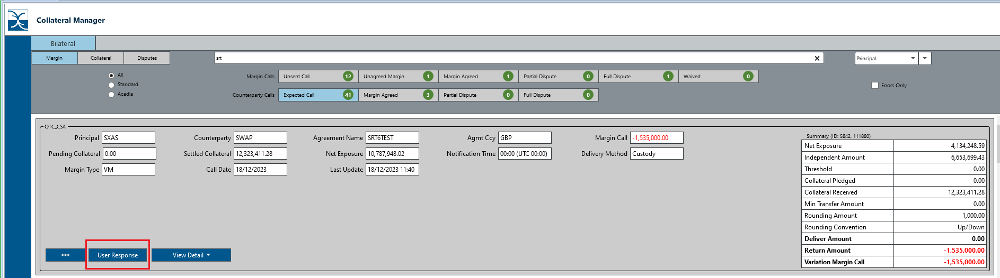 Collateral Manager
Bilateral
Margin Collateral Disputes srt × Principal
All
Standard
Acadia
Margin Calls Unsent Call 12 Unagreed Margin 1 Margin Agreed 1 Partial Dispute 0 Full Dispute 1 Waived 0
Errors Only
Counterparty Calls Expected Call 41 Margin Agreed 3 Partial Dispute 0 Full Dispute 0
OTC_CSA
Principal SXAS Counterparty SWAP Agreement Name SRT6TEST Agmt Ccy GBP Margin Call -1,535,000.00
Pending Collateral 0.00 Settled Collateral 12,323,411.28 Net Exposure 10,787,948.02 Notification Time 00:00 (UTC 00:00) Delivery Method Custody
Margin Type VM Call Date 18/12/2023 Last Update 18/12/2023 11:40
Summary (ID: 5842, 111880)
Net Exposure 4,134,248.59
Independent Amount 6,653,699.43
Threshold 0.00
Collateral Pledged 0.00
Collateral Received 12,323,411.28
Min Transfer Amount 0.00
Rounding Amount 1,000.00
Rounding Convention Up/Down
Deliver Amount 0.00
Return Amount -1,535,000.00
Variation Margin Call -1,535,000.00
••• User Response View Detail